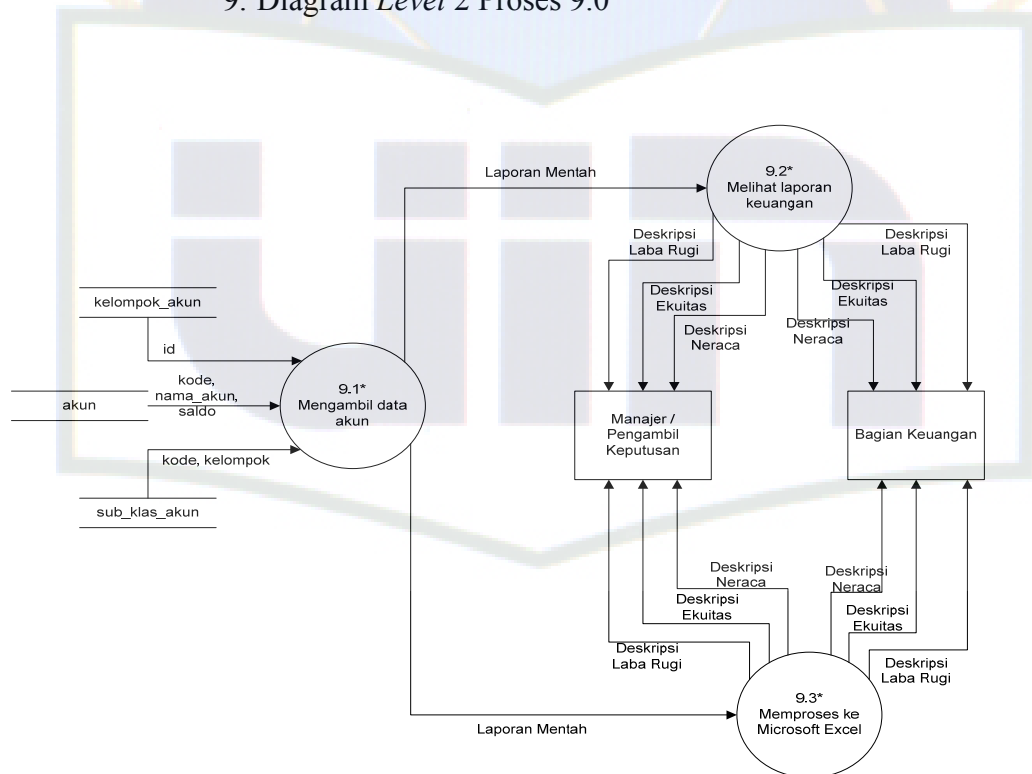 9. Diagram Level 2 Proses 9.0
uin
9.2*
Melihat laporan
keuangan
Laporan Mentah
Deskripsi
Laba Rugi
Deskripsi
Ekuitas
Deskripsi
Neraca
Deskripsi
Neraca
Deskripsi
Ekuitas
Deskripsi
Laba Rugi
kelompok_akun
id
akun
kode,
nama_akun,
saldo
kode, kelompok
sub_klas_akun
9.1*
Mengambil data
akun
Manajer /
Pengambil
Keputusan
Bagian Keuangan
Deskripsi
Neraca
Deskripsi
Ekuitas
Deskripsi
Laba Rugi
Deskripsi
Neraca
Deskripsi
Ekuitas
Deskripsi
Laba Rugi
Laporan Mentah
9.3*
Memproses ke
Microsoft Excel